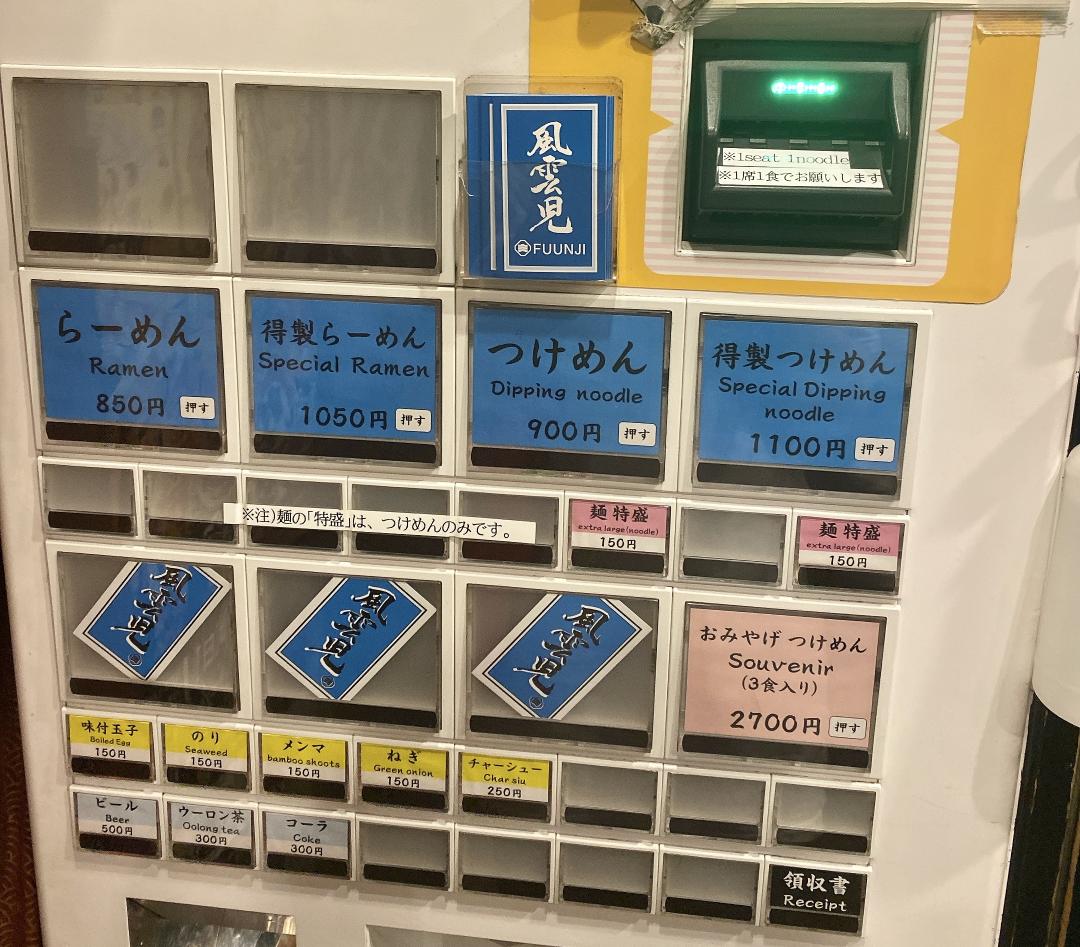 風雲児
FUUNJI
※1seat 1noodle
※1席1食でお願いします
らーめん
Ramen
850円 押す
得製らーめん
Special Ramen
1050円 押す
つけめん
Dipping noodle
900円 押す
得製つけめん
Special Dipping
noodle
1100円 押す
※注)麺の「特盛」は、つけめんのみです。
麺 特盛
extra large(noodle)
150円
麺 特盛
extra large(noodle)
150円
風雲児
風雲児
風雲児
おみやげ つけめん
Souvenir
(3食入り)
2700円 押す
味付玉子
Boiled Egg
150円
のり
Seaweed
150円
メンマ
bamboo shoots
150円
ねぎ
Green onion
150円
チャーシュー
Char siu
250円
ビール
Beer
500円
ウーロン茶
Oolong tea
300円
コーラ
Coke
300円
領収書
Receipt